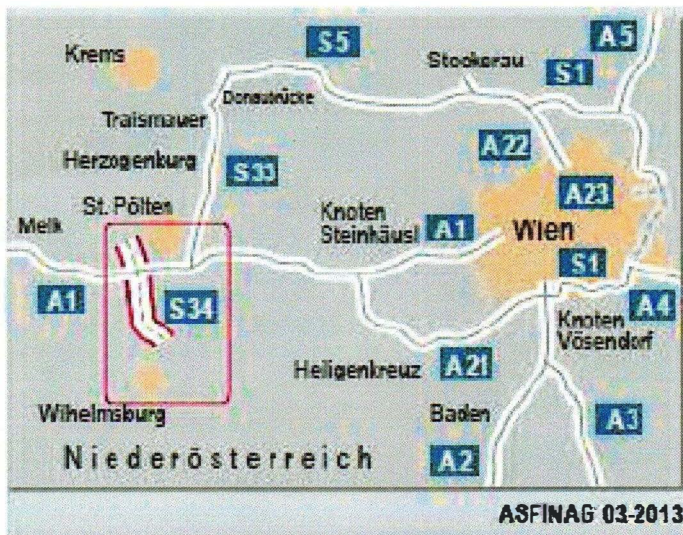 S5
A5
Krems
Stockerau
S1
Donaubrücke
Traismauer
A22
Herzogenburg
S33
A23
St. Pölten
Knoten
Steinhäusl
A1
Wien
Melk
S1
A1
S34
A4
Knoten
Vösendorf
Heiligenkreuz
A21
Wilhelmsburg
Baden
A3
Niederösterreich
A2
ASFINAG 03-2013